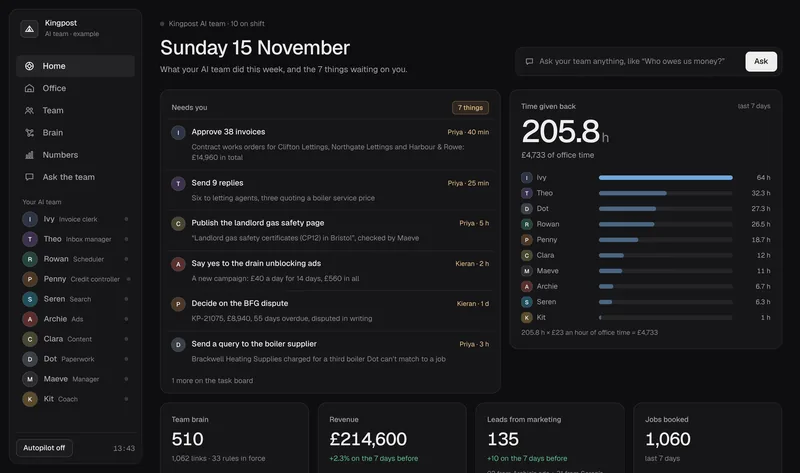 Kingpost
AI team · example
Home
Office
Team
Brain
Numbers
Ask the team
Your AI team
I Ivy Invoice clerk
T Theo Inbox manager
R Rowan Scheduler
P Penny Credit controller
S Seren Search
A Archie Ads
C Clara Content
D Dot Paperwork
M Maeve Manager
K Kit Coach
Autopilot off 13:43
Kingpost AI team · 10 on shift
Sunday 15 November
What your AI team did this week, and the 7 things waiting on you.
Ask your team anything, like "Who owes us money?" Ask
Needs you 7 things
I Approve 38 invoices Priya · 40 min
Contract works orders for Clifton Lettings, Northgate Lettings and Harbour & Rowe:
£14,960 in total
T Send 9 replies Priya · 25 min
Six to letting agents, three quoting a boiler service price
C Publish the landlord gas safety page Priya · 5 h
"Landlord gas safety certificates (CP12) in Bristol", checked by Maeve
A Say yes to the drain unblocking ads Kieran · 2 h
A new campaign: £40 a day for 14 days, £560 in all
P Decide on the BFG dispute Kieran · 1 d
KP-21075, £8,940, 55 days overdue, disputed in writing
D Send a query to the boiler supplier Priya · 3 h
Brackwell Heating Supplies charged for a third boiler Dot can't match to a job
1 more on the task board
Time given back last 7 days
205.8h
£4,733 of office time
I Ivy 64 h
T Theo 32.3 h
D Dot 27.3 h
R Rowan 26.5 h
P Penny 18.7 h
C Clara 12 h
M Maeve 11 h
A Archie 6.7 h
S Seren 6.3 h
K Kit 1 h
205.8 h × £23 an hour of office time = £4,733
Team brain
510
1,062 links · 33 rules in force
Revenue
£214,600
+2.3% on the 7 days before
Leads from marketing
135
+10 on the 7 days before
Jobs booked
1,060
last 7 days